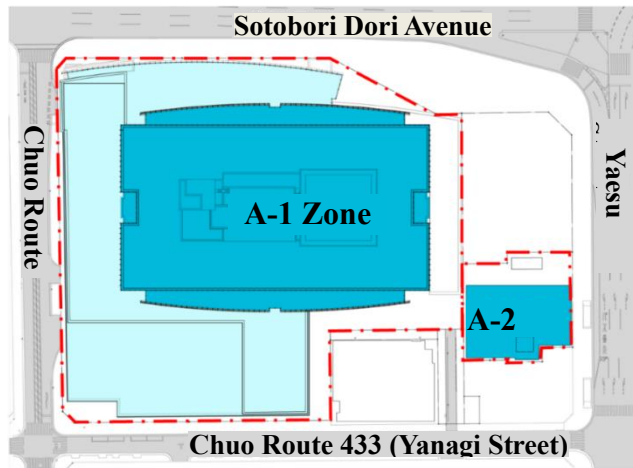 Sotobori Dori Avenue
Chuo Route
A-1 Zone
Yaesu
A-2
Chuo Route 433 (Yanagi Street)